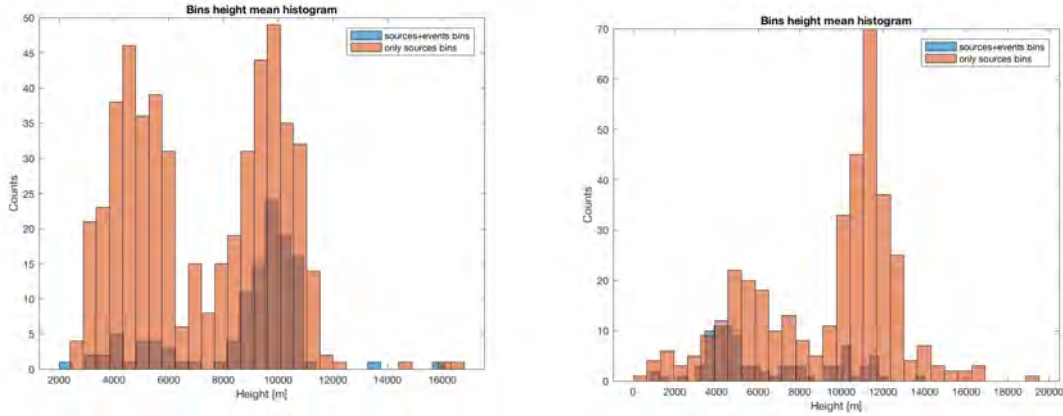 Bins height mean histogram
sources+events bins
only sources bins
50
45
40
35
30
25
20
15
10
5
0
Counts
2000 4000 6000 8000 10000 12000 14000 16000
Height [m]
Bins height mean histogram
sources+events bins
only sources bins
70
60
50
40
30
20
10
0
Counts
0 2000 4000 6000 8000 10000 12000 14000 16000 18000 20000
Height [m]